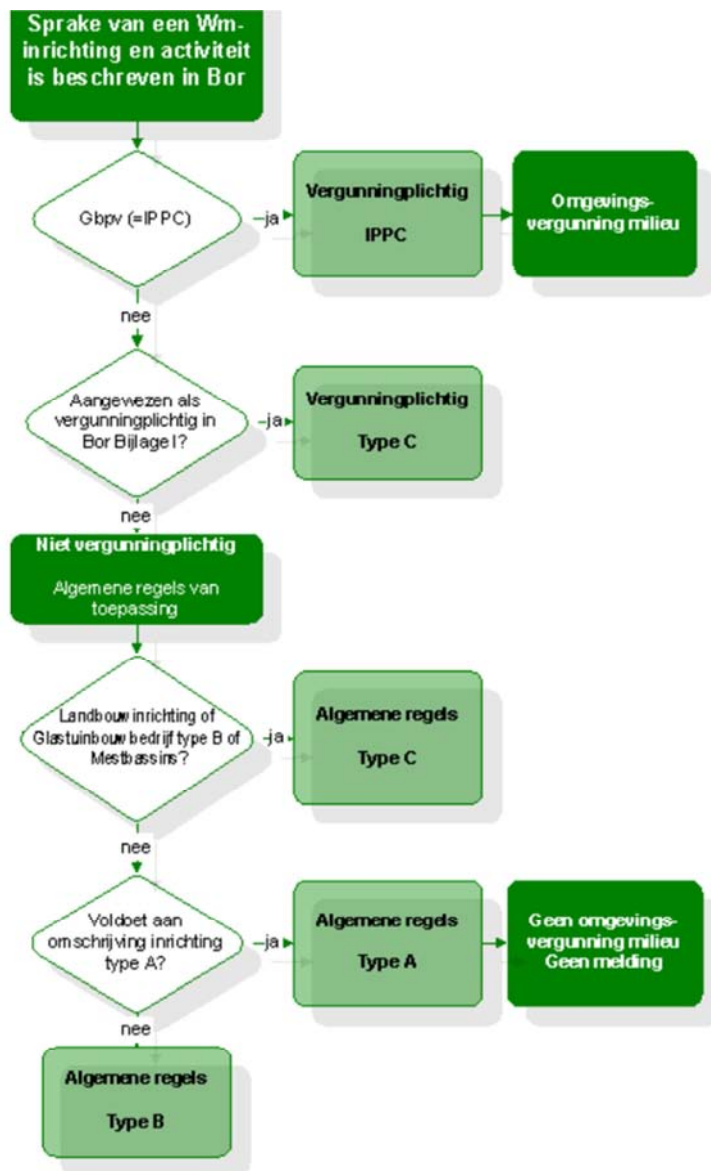 Sprake van een Wm-
inrichting en activiteit
is beschreven in Bor
Gbpv (=IPPC)
ja
Vergunningplichtig
IPPC
Omgevings-
vergunning milieu
nee
Aangewezen als
vergunningplichtig in
Bor Bijlage I?
ja
Vergunningplichtig
Type C
nee
Niet vergunningplichtig
Algemene regels van
toepassing
Landbouw inrichting of
Glastuinbouw bedrijf type B of
Mestbassins?
ja
Algemene regels
Type C
nee
Voldoet aan
omschrijving inrichting
type A?
ja
Algemene regels
Type A
Geen omgevings-
vergunning milieu
Geen melding
nee
Algemene regels
Type B